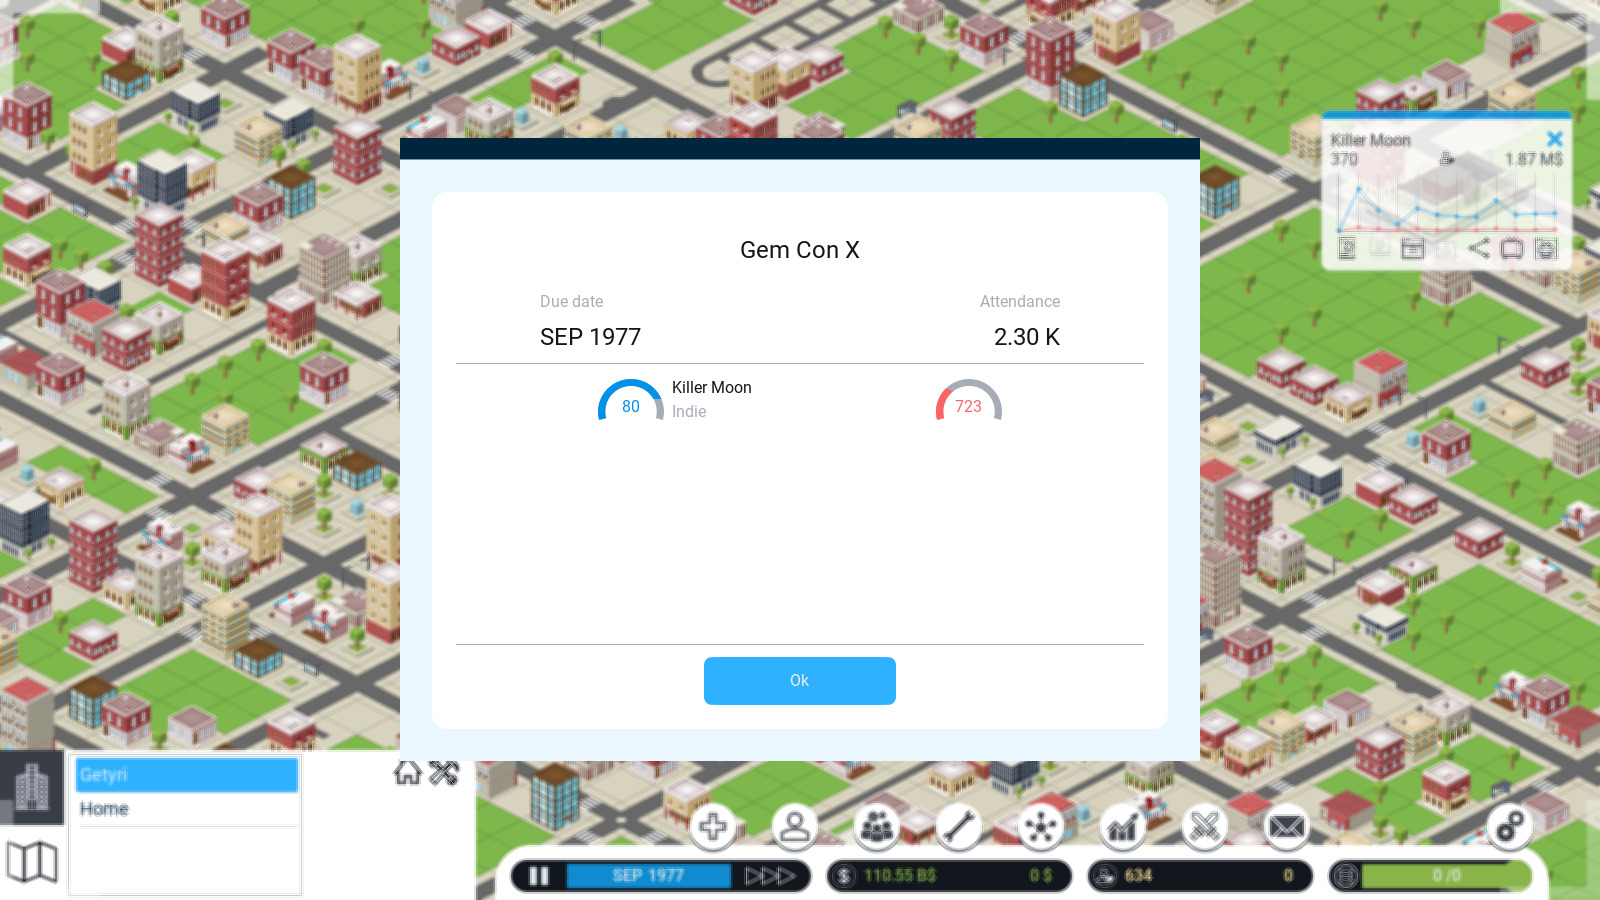 Gem Con X
Due date
Attendance
SEP 1977
2.30 K
80
Killer Moon
Indie
723
Ok
Killer Moon
370
1.87 M$
Getyri
Home
SEP 1977
110.55 B$
0 $
634
0
0 /0